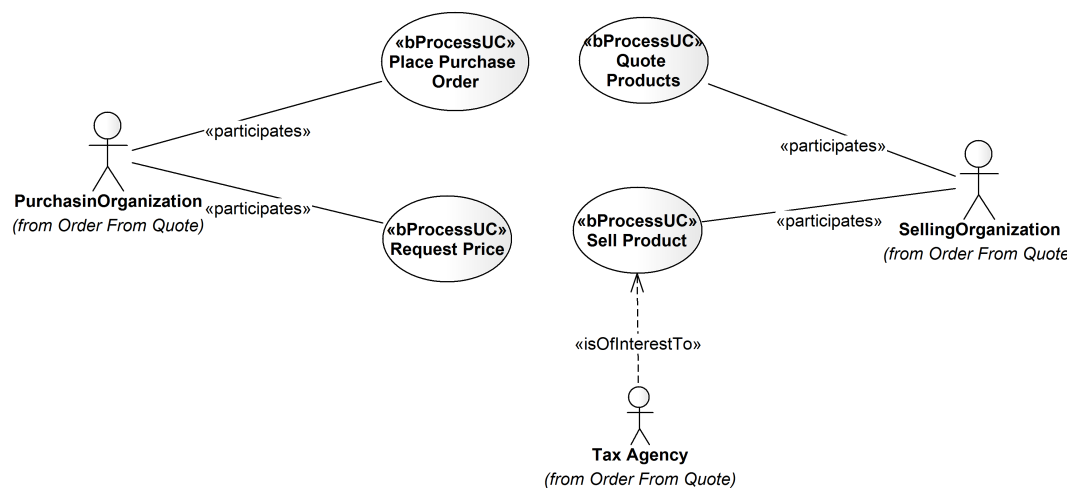 «bProcessUC»
Place Purchase
Order
«bProcessUC»
Quote
Products
«participates»
«participates»
PurchasinOrganization
(from Order From Quote)
«participates»
«bProcessUC»
Request Price
«bProcessUC»
Sell Product
«participates»
SellingOrganization
(from Order From Quote
«isOfInterestTo»
Tax Agency
(from Order From Quote)